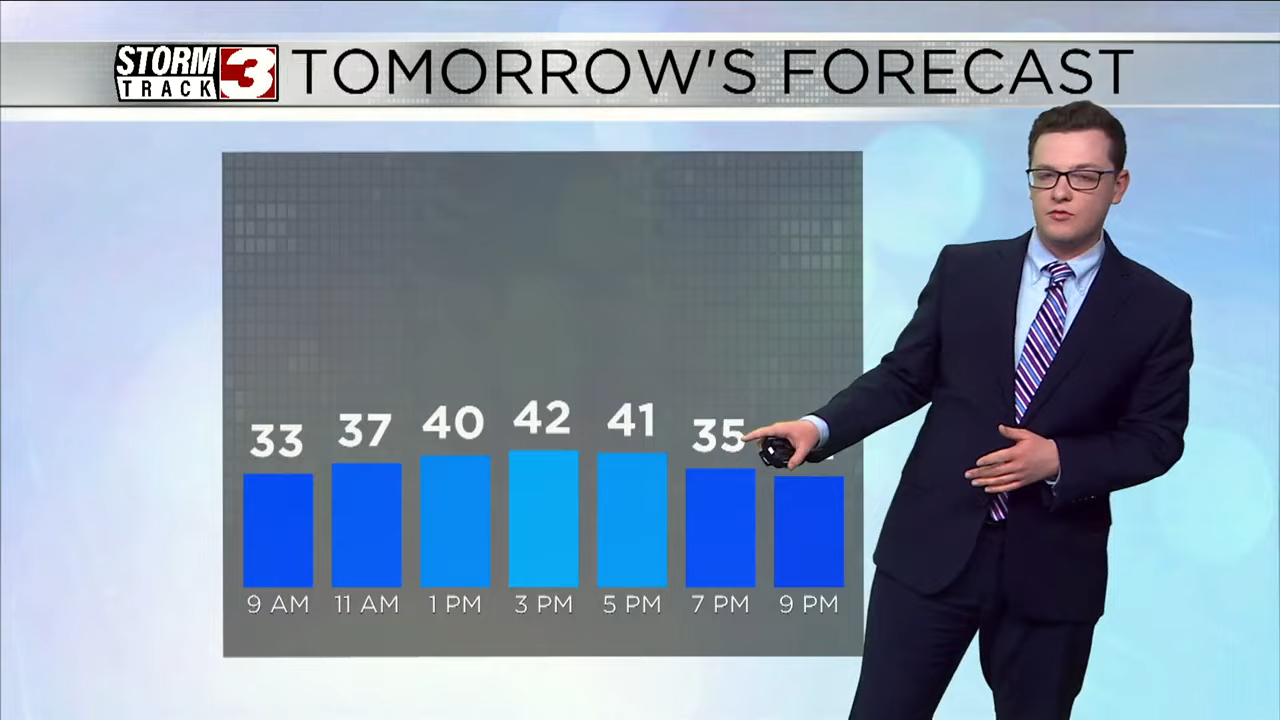 STORM TRACK 3 TOMORROW'S FORECAST
33 37 40 42 41 35
9 AM 11 AM 1 PM 3 PM 5 PM 7 PM 9 PM